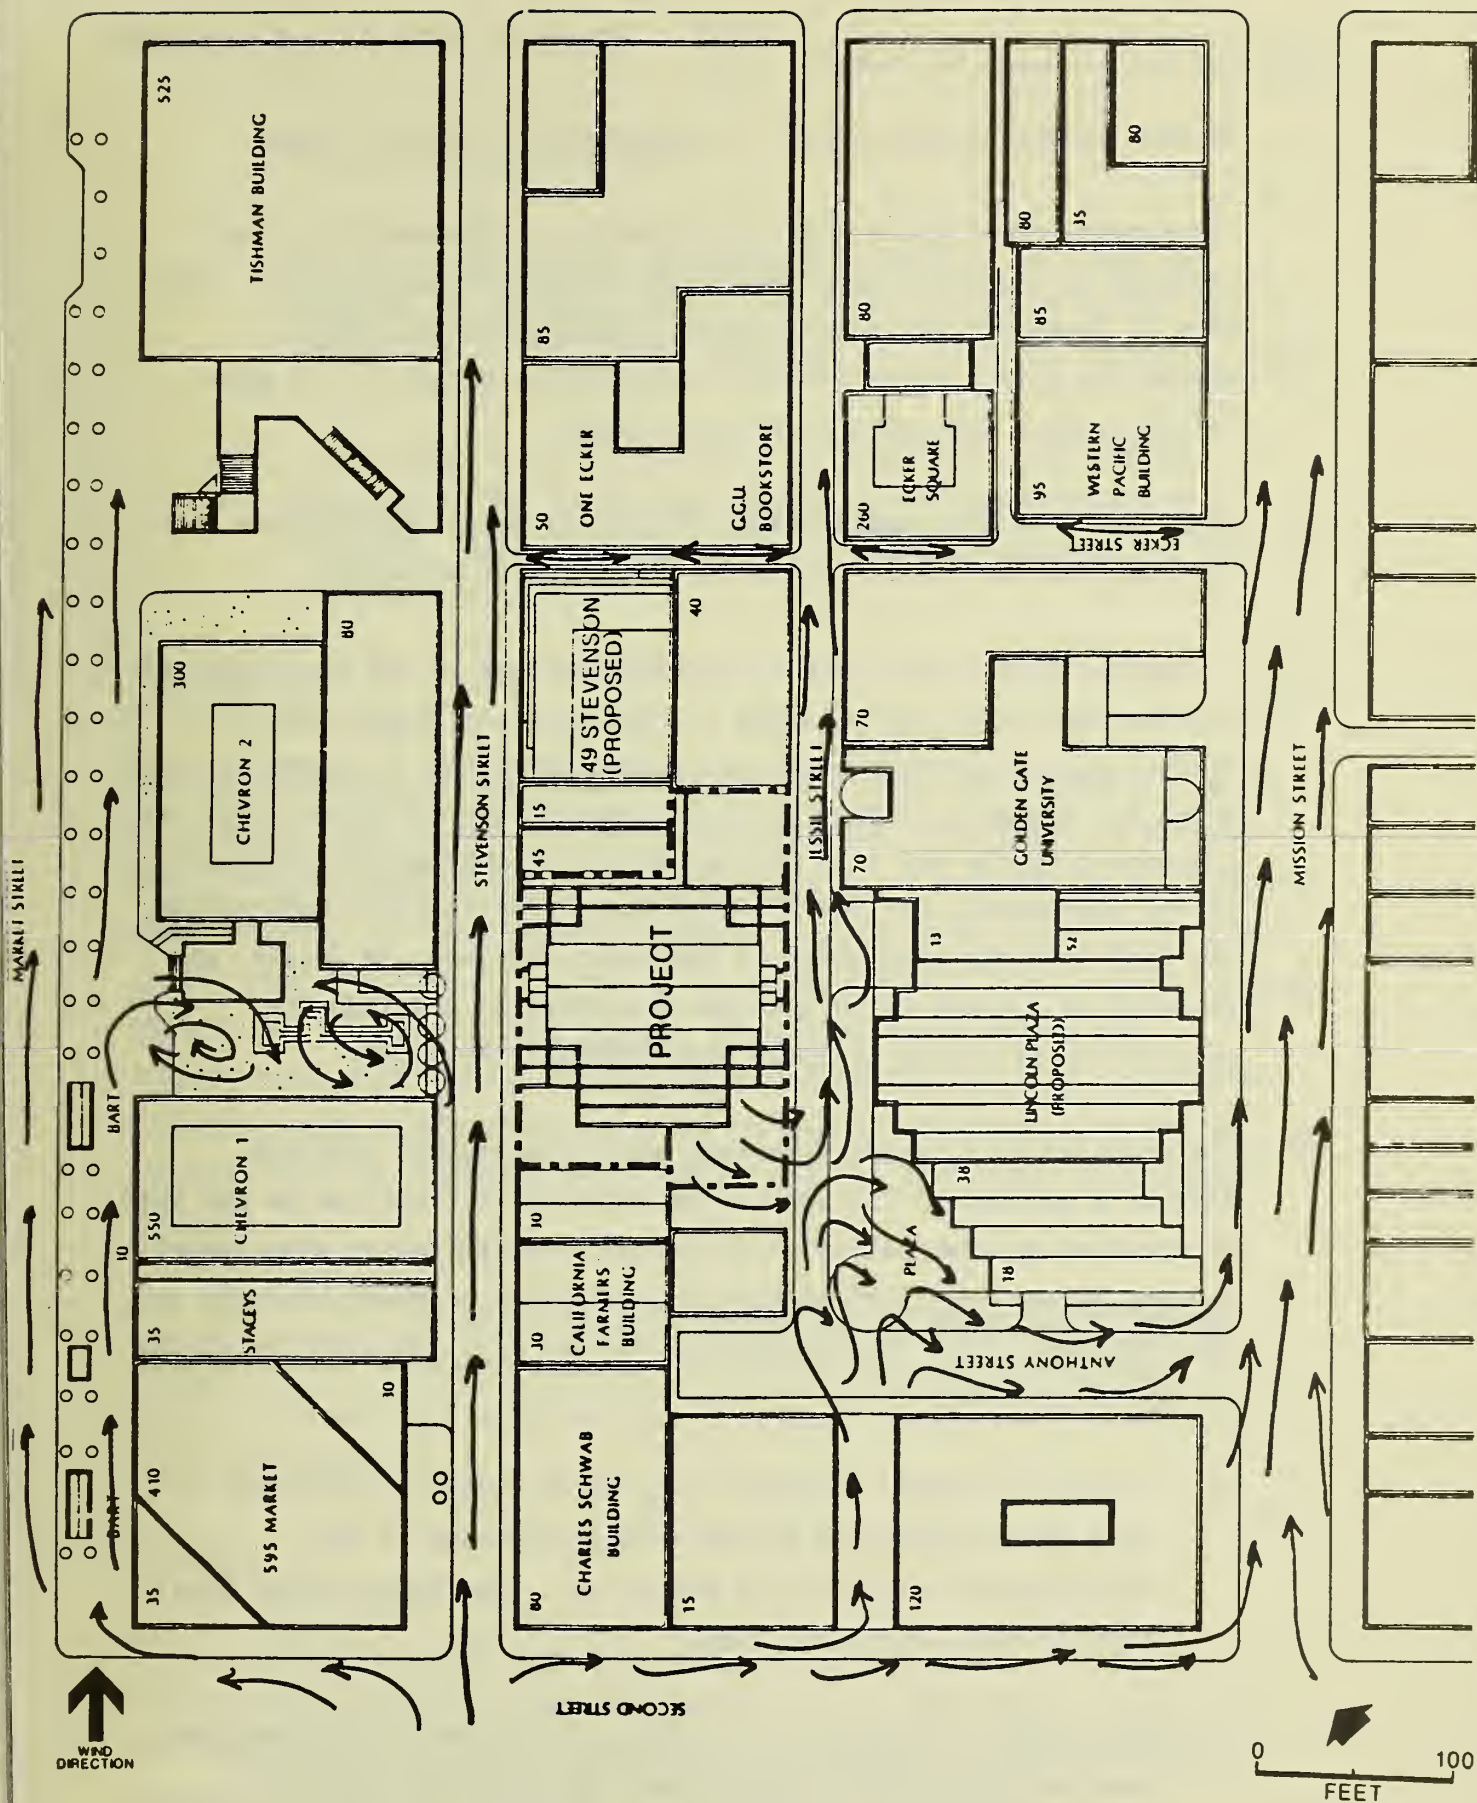 525
TISHMAN BUILDING
MARKET STREET
300
CHEVRON 2
80
BART
550
CHEVRON 1
30
35
STACEYS
30
410
595 MARKET
35
BART
WIND
DIRECTION
STEVENSON STREET
85
50
ONE ECKER
G.G.U.
BOOKSTORE
49 STEVENSON
(PROPOSED)
40
15
45
PROJECT
30
30
CALIFORNIA
FARMERS
BUILDING
80
CHARLES SCHWAB
BUILDING
15
SECOND STREET
JESSIE STREET
80
260
ECKER
SQUARE
80
35
80
85
95
WESTERN
PACIFIC
BUILDING
ECKER STREET
70
70
GOLDEN GATE
UNIVERSITY
13
52
LINCOLN PLAZA
(PROPOSED)
38
PLAZA
18
ANTHONY STREET
120
MISSION STREET
0 100
FEET